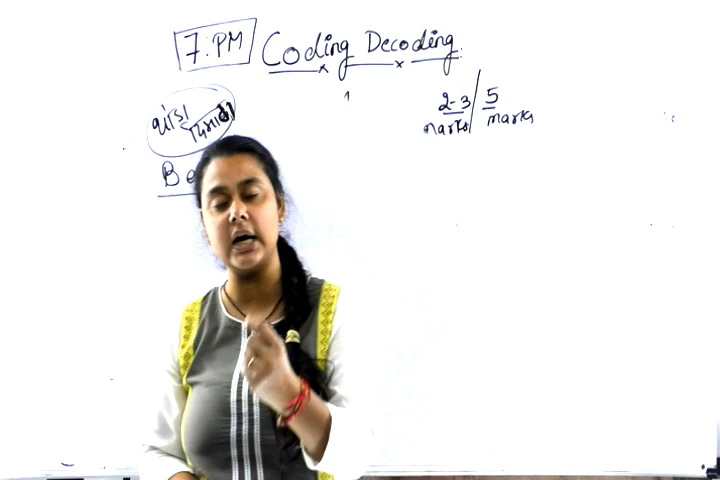 7:PM Coding Decoding
2-3 / 5
marks marks
થોડા
Be